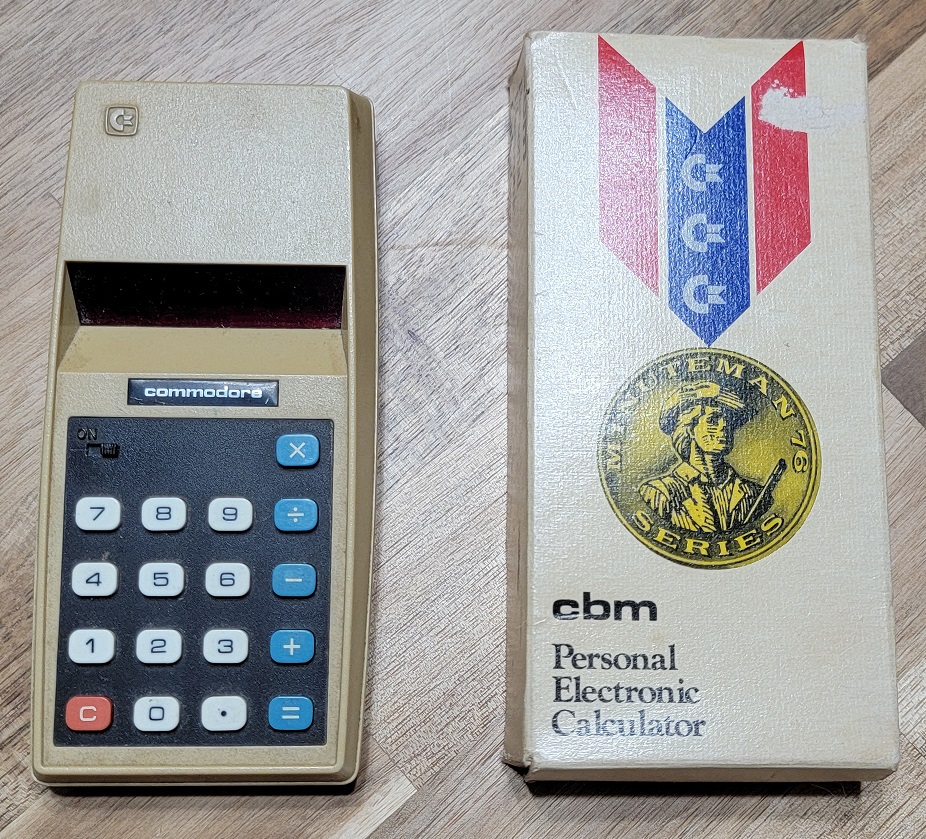 commodore
ON
×
7 8 9 ÷
4 5 6 −
1 2 3 +
C 0 . =
MINUTEMAN 76
SERIES
cbm
Personal
Electronic
Calculator